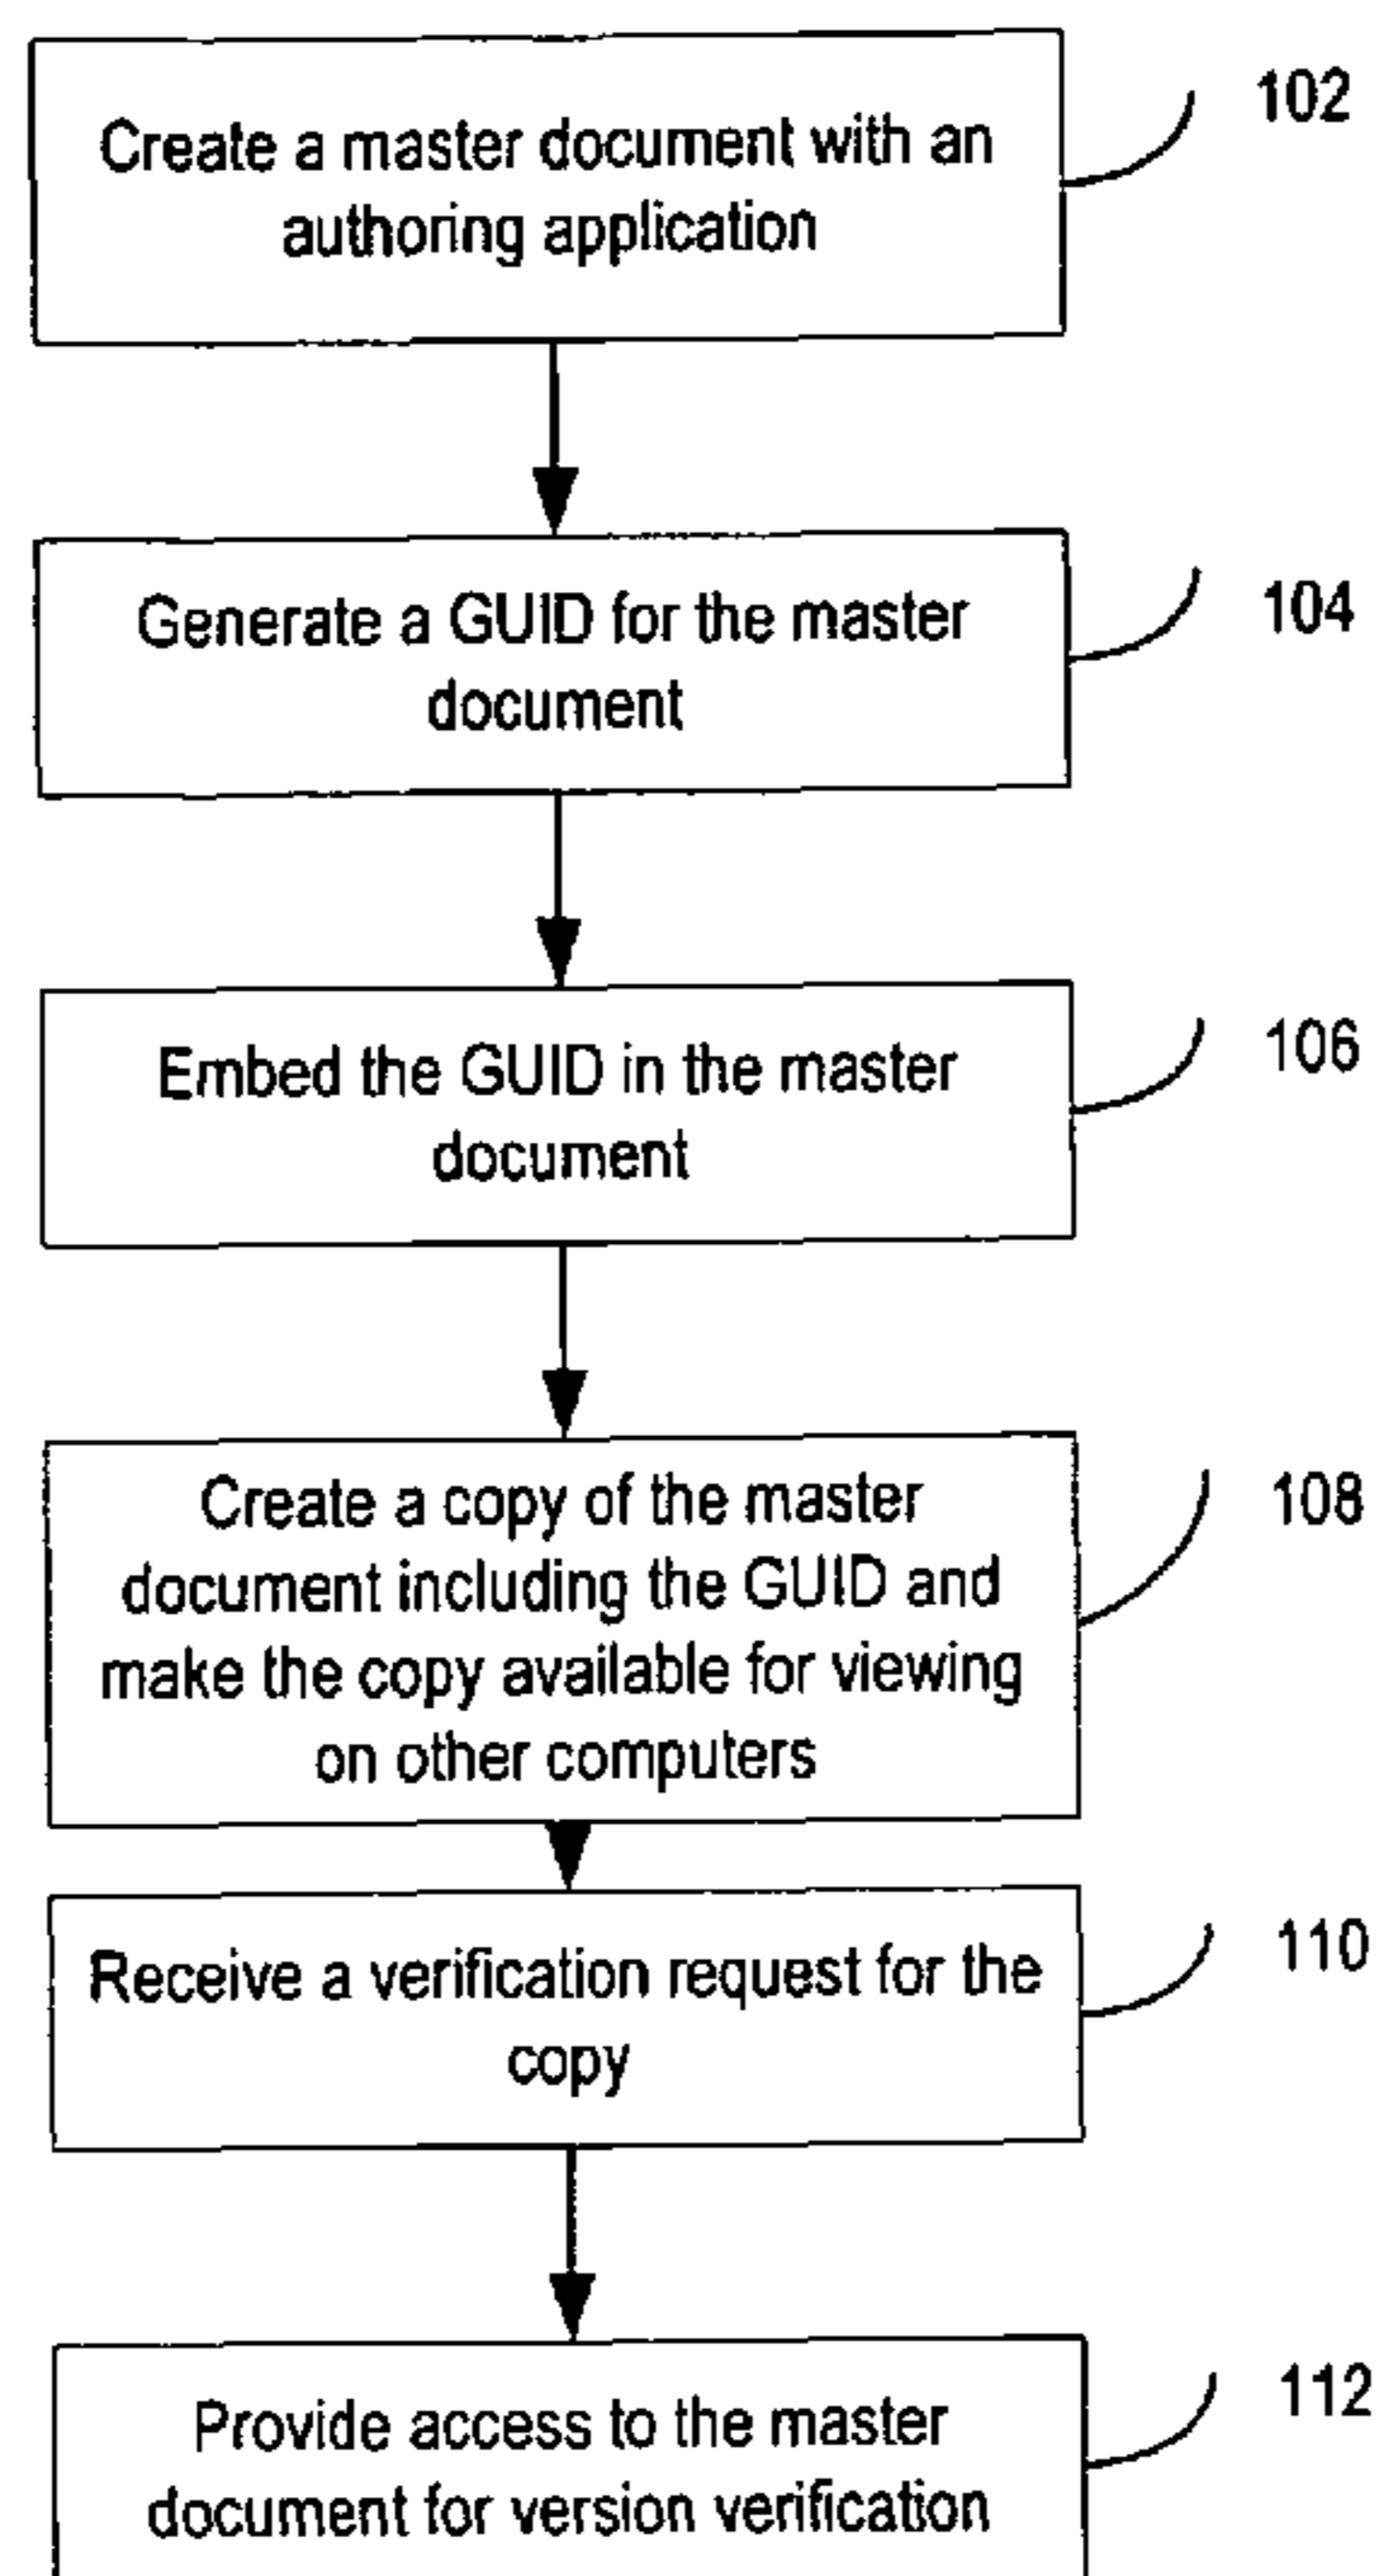 102
Create a master document with an
authoring application
104
Generate a GUID for the master
document
106
Embed the GUID in the master
document
108
Create a copy of the master
document including the GUID and
make the copy available for viewing
on other computers
110
Receive a verification request for the
copy
112
Provide access to the master
document for version verification